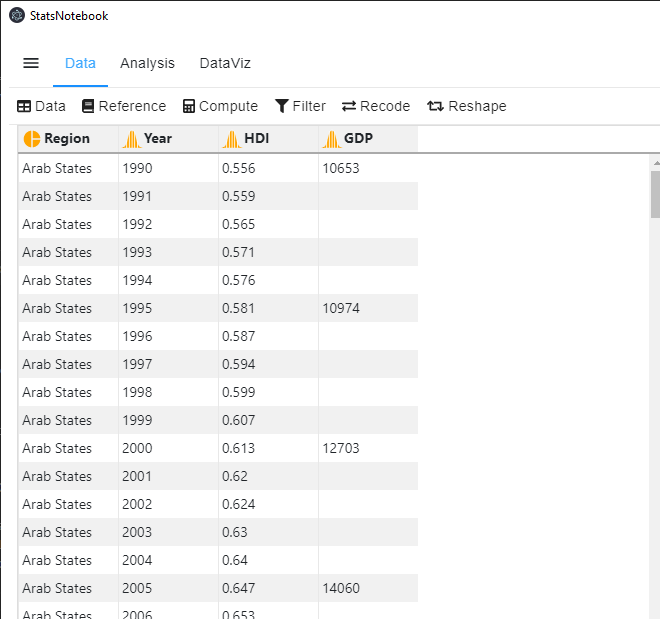 StatsNotebook
Data Analysis DataViz
Data Reference Compute Filter Recode Reshape
Region Year HDI GDP
Arab States 1990 0.556 10653
Arab States 1991 0.559
Arab States 1992 0.565
Arab States 1993 0.571
Arab States 1994 0.576
Arab States 1995 0.581 10974
Arab States 1996 0.587
Arab States 1997 0.594
Arab States 1998 0.599
Arab States 1999 0.607
Arab States 2000 0.613 12703
Arab States 2001 0.62
Arab States 2002 0.624
Arab States 2003 0.63
Arab States 2004 0.64
Arab States 2005 0.647 14060
Arab States 2006 0.653